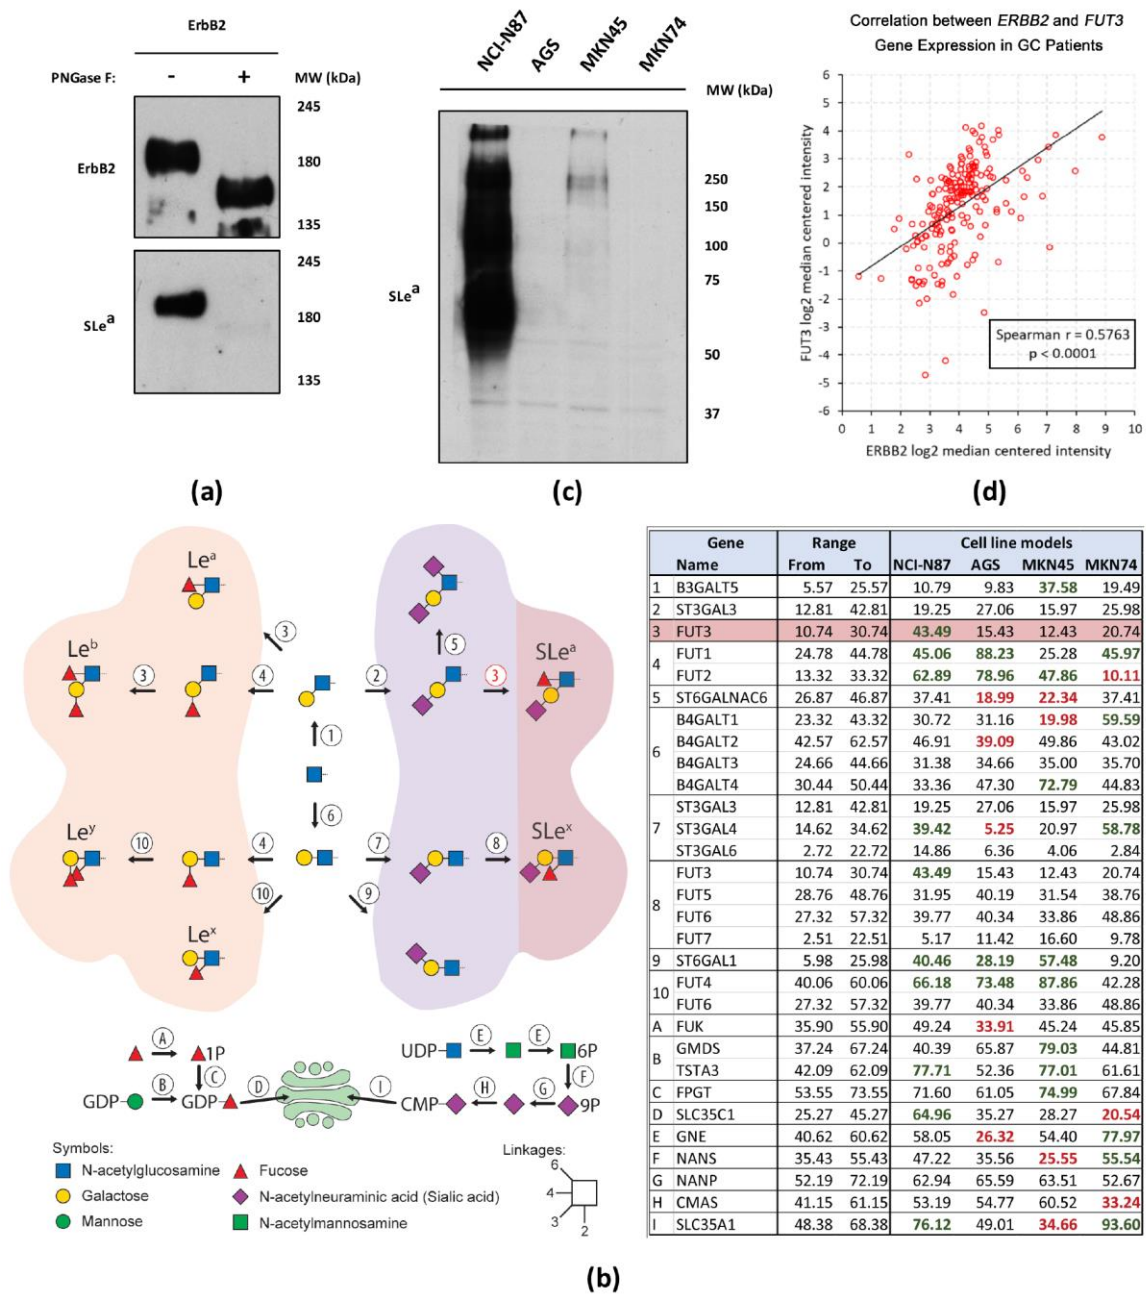 ErbB2
PNGase F: - + MW (kDa)
ErbB2
245
180
135
SLeᵃ
245
180
135
(a)
NCI-N87 AGS MKN45 MKN74
MW (kDa)
SLeᵃ
250
150
100
75
50
37
(c)
Correlation between ERBB2 and FUT3
Gene Expression in GC Patients
FUT3 log2 median centered intensity
6
5
4
3
2
1
0
-1
-2
-3
-4
-5
-6
Spearman r = 0.5763
p < 0.0001
0 1 2 3 4 5 6 7 8 9 10
ERBB2 log2 median centered intensity
(d)
Leᵃ
3
5
Leᵇ
3 4 2 3
SLeᵃ
1
6
Leʸ
10 4 7 8
SLeˣ
10 9
Leˣ
A
1P
B C D
GDP GDP
E E
UDP 6P
F
I H G
CMP 9P
Symbols:
N-acetylglucosamine
Galactose
Mannose
Fucose
N-acetylneuraminic acid (Sialic acid)
N-acetylmannosamine
Linkages:
6
4
3
2
Gene Range Cell line models
Name From To NCI-N87 AGS MKN45 MKN74
1 B3GALT5 5.57 25.57 10.79 9.83 37.58 19.49
2 ST3GAL3 12.81 42.81 19.25 27.06 15.97 25.98
3 FUT3 10.74 30.74 43.49 15.43 12.43 20.74
4 FUT1 24.78 44.78 45.06 88.23 25.28 45.97
FUT2 13.32 33.32 62.89 78.96 47.86 10.11
5 ST6GALNAC6 26.87 46.87 37.41 18.99 22.34 37.41
6 B4GALT1 23.32 43.32 30.72 31.16 19.98 59.59
B4GALT2 42.57 62.57 46.91 39.09 49.86 43.02
B4GALT3 24.66 44.66 31.38 34.66 35.00 35.70
B4GALT4 30.44 50.44 33.36 47.30 72.79 44.83
7 ST3GAL3 12.81 42.81 19.25 27.06 15.97 25.98
ST3GAL4 14.62 34.62 39.42 5.25 20.97 58.78
ST3GAL6 2.72 22.72 14.86 6.36 4.06 2.84
8 FUT3 10.74 30.74 43.49 15.43 12.43 20.74
FUT5 28.76 48.76 31.95 40.19 31.54 38.76
FUT6 27.32 57.32 39.77 40.34 33.86 48.86
FUT7 2.51 22.51 5.17 11.42 16.60 9.78
9 ST6GAL1 5.98 25.98 40.46 28.19 57.48 9.20
10 FUT4 40.06 60.06 66.18 73.48 87.86 42.28
FUT6 27.32 57.32 39.77 40.34 33.86 48.86
A FUK 35.90 55.90 49.24 33.91 45.24 45.85
B GMDS 37.24 67.24 40.39 65.87 79.03 44.81
TSTA3 42.09 62.09 77.71 52.36 77.01 61.61
C FPGT 53.55 73.55 71.60 61.05 74.99 67.84
D SLC35C1 25.27 45.27 64.96 35.27 28.27 20.54
E GNE 40.62 60.62 58.05 26.32 54.40 77.97
F NANS 35.43 55.43 47.22 35.56 25.55 55.54
G NANP 52.19 72.19 62.94 65.59 63.51 52.67
H CMAS 41.15 61.15 53.19 54.77 60.52 33.24
I SLC35A1 48.38 68.38 76.12 49.01 34.66 93.60
(b)